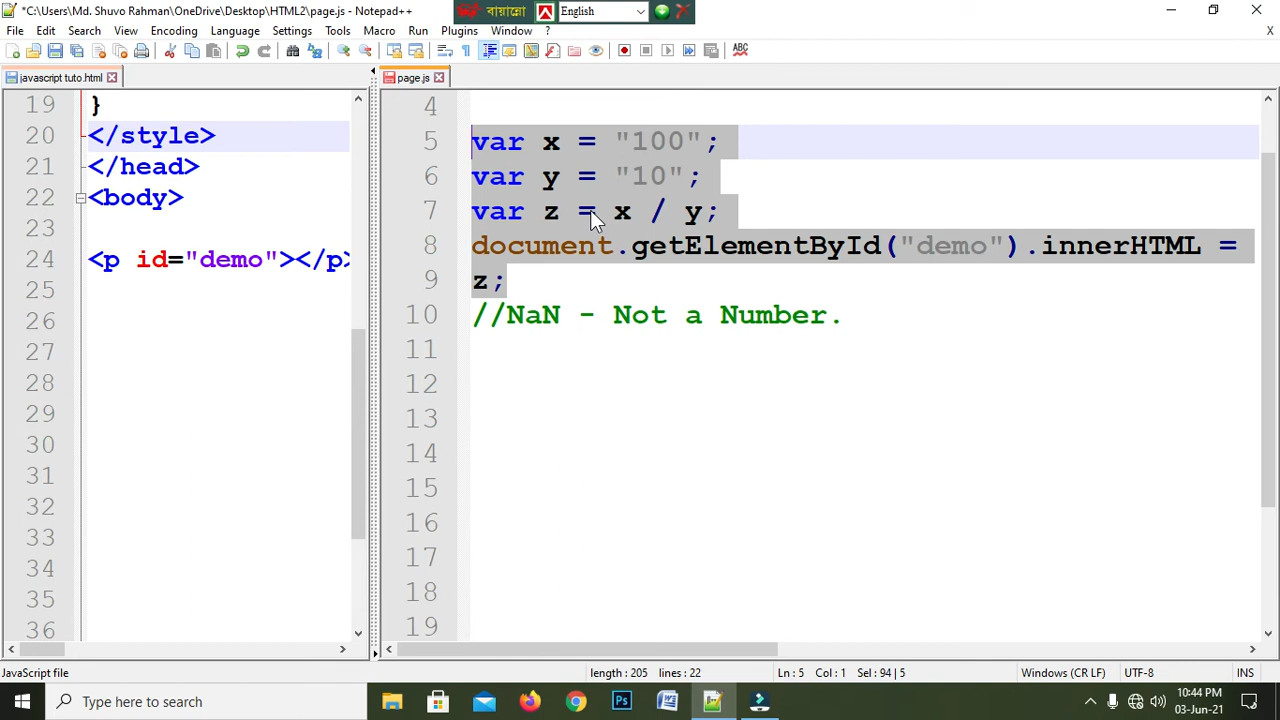 *C:\Users\Md. Shuvo Rahman\OneDrive\Desktop\HTML2\page.js - Notepad++
বায়ান্নো
English
File Edit Search View Encoding Language Settings Tools Macro Run Plugins Window ? X
ABC
javascript tuto.html
page.js
19 }
20 </style>
21 </head>
22 <body>
23
24 <p id="demo"></p>
25
26
27
28
29
30
31
32
33
34
35
36
4
5 var x = "100";
6 var y = "10";
7 var z = x / y;
8 document.getElementById("demo").innerHTML =
9 z;
10 //NaN - Not a Number.
11
12
13
14
15
16
17
18
19
JavaScript file length : 205 lines : 22 Ln : 5 Col : 1 Sel : 94 | 5 Windows (CR LF) UTF-8 INS
Type here to search
10:44 PM
03-Jun-21